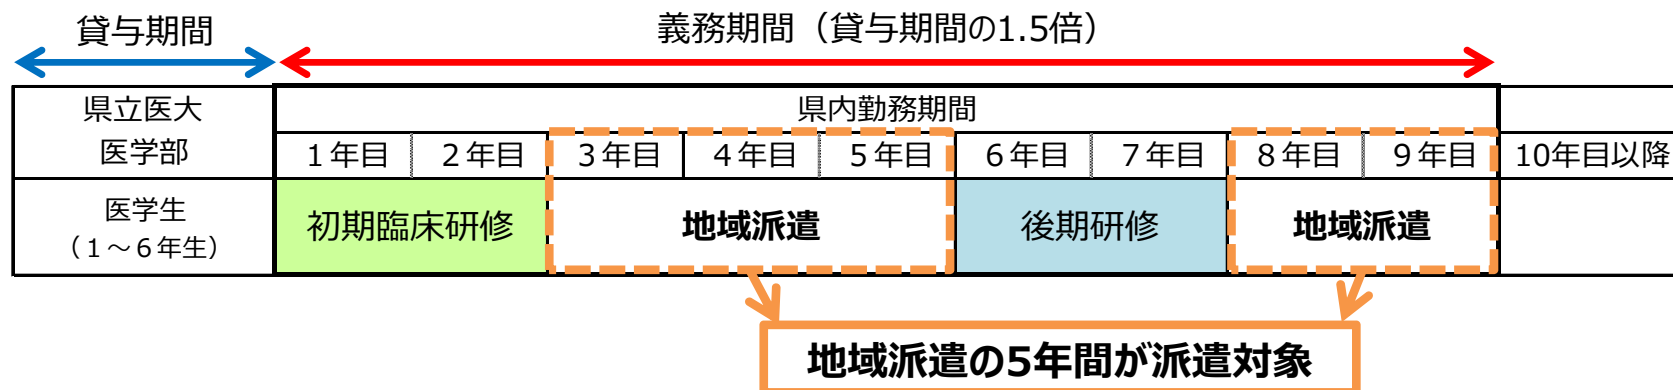 貸与期間
義務期間（貸与期間の1.5倍）
県立医大
医学部
県内勤務期間
1年目 2年目 3年目 4年目 5年目 6年目 7年目 8年目 9年目 10年目以降
医学生
（1～6年生）
初期臨床研修 地域派遣 後期研修 地域派遣
地域派遣の5年間が派遣対象